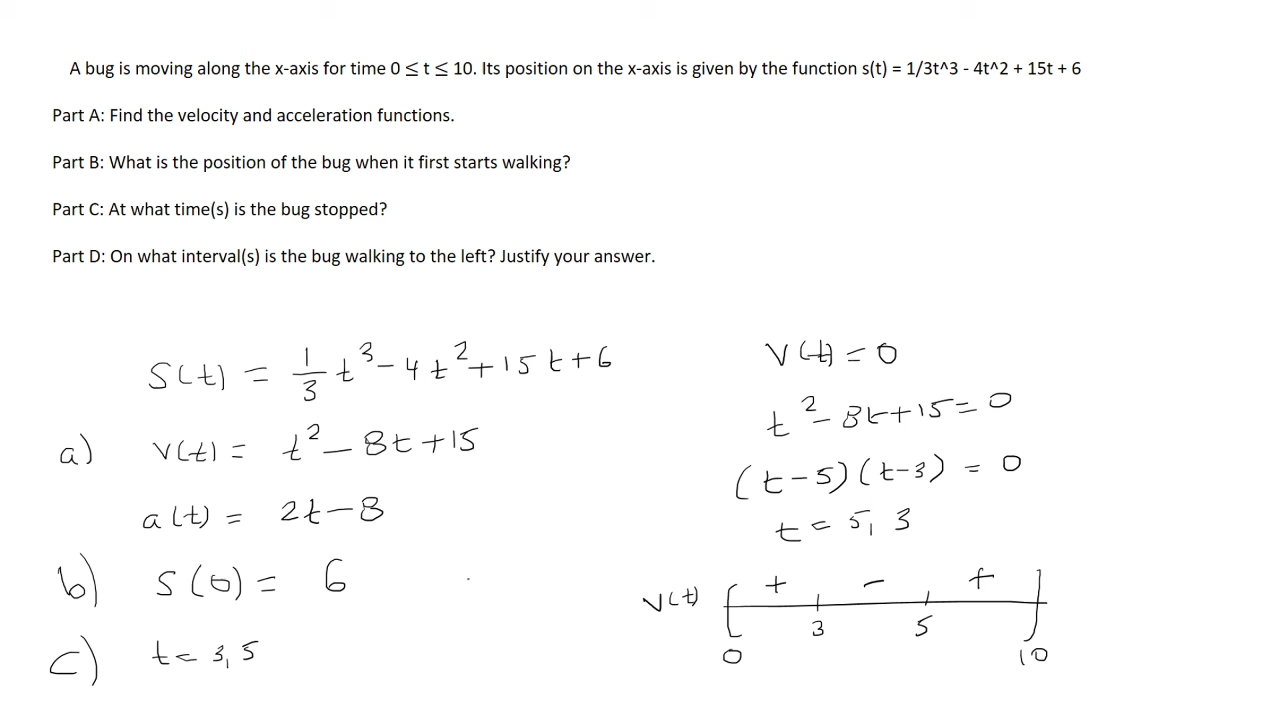 A bug is moving along the x-axis for time 0 ≤ t ≤ 10. Its position on the x-axis is given by the function s(t) = 1/3t^3 - 4t^2 + 15t + 6
Part A: Find the velocity and acceleration functions.
Part B: What is the position of the bug when it first starts walking?
Part C: At what time(s) is the bug stopped?
Part D: On what interval(s) is the bug walking to the left? Justify your answer.
S(t) = 1/3 t^3 - 4t^2 + 15t + 6
a) v(t) = t^2 - 8t + 15
a(t) = 2t - 8
b) s(0) = 6
c) t = 3, 5
v(t) = 0
t^2 - 8t + 15 = 0
(t - 5)(t - 3) = 0
t = 5, 3
+ − +
v(t)
3 5
0 10